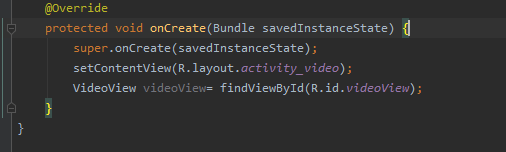 @Override
protected void onCreate(Bundle savedInstanceState) {
super.onCreate(savedInstanceState);
setContentView(R.layout.activity_video);
VideoView videoView= findViewById(R.id.videoView);
}
}